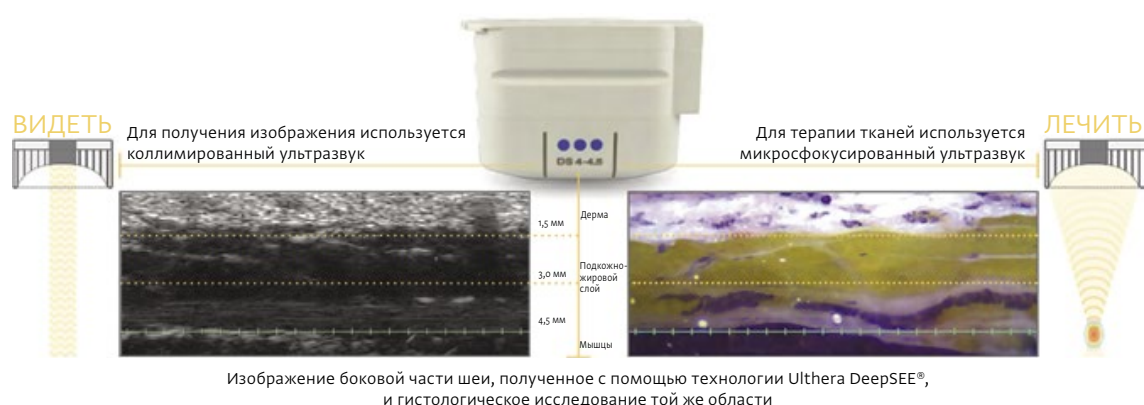 ВИДЕТЬ
Для получения изображения используется
коллимированный ультразвук
DS 4-4.5
Для терапии тканей используется
микросфокусированный ультразвук
ЛЕЧИТЬ
1,5 мм
Дерма
3,0 мм
Подкожно-
жировой
слой
4,5 мм
Мышцы
Изображение боковой части шеи, полученное с помощью технологии Ulthera DeepSEE®,
и гистологическое исследование той же области